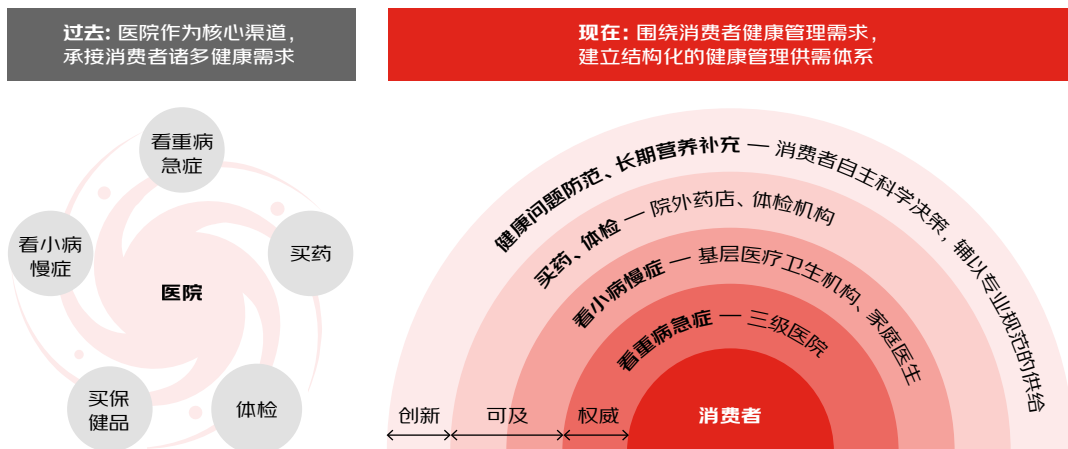 过去：医院作为核心渠道，
承接消费者诸多健康需求
看重病
急症
看小病
慢症
买药
医院
买保
健品
体检
现在：围绕消费者健康管理需求，
建立结构化的健康管理供需体系
健康问题防范、长期营养补充 — 消费者自主科学决策，辅以专业规范的供给
买药、体检 — 院外药店、体检机构
看小病慢症 — 基层医疗卫生机构、家庭医生
看重病急症 — 三级医院
创新
可及
权威
消费者